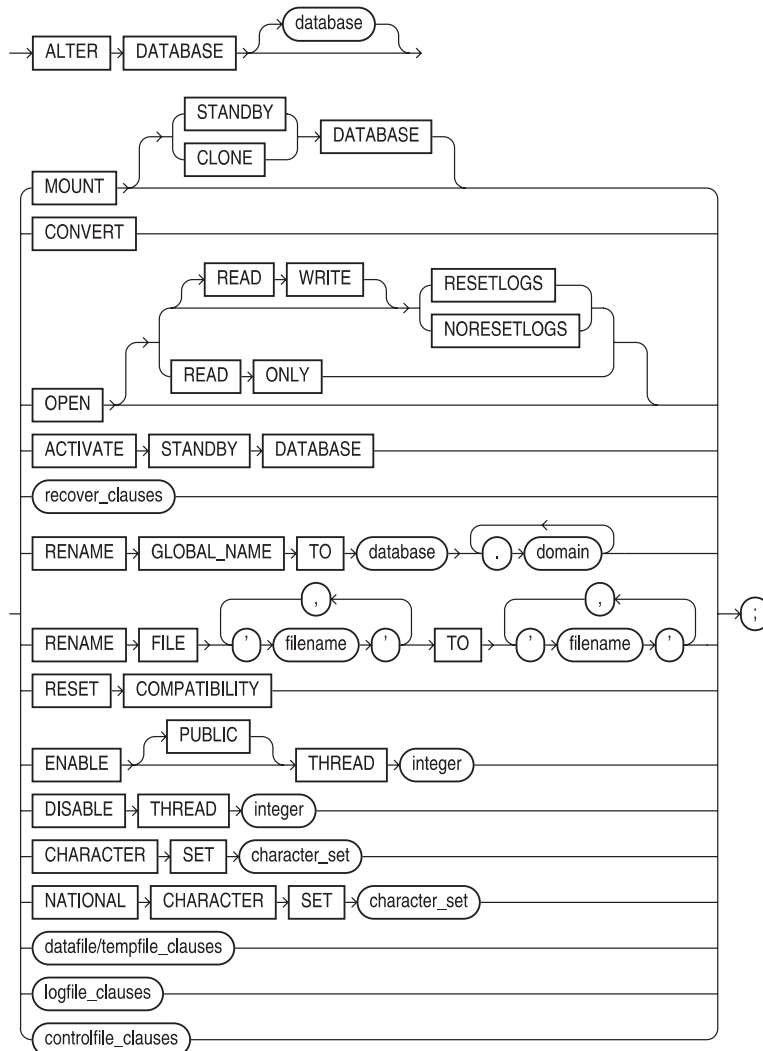 ALTER DATABASE database
STANDBY
CLONE DATABASE
MOUNT
CONVERT
READ WRITE RESETLOGS
NORESETLOGS
READ ONLY
OPEN
ACTIVATE STANDBY DATABASE
recover_clauses
RENAME GLOBAL_NAME TO database . domain
, ,
RENAME FILE ' filename ' TO ' filename ' ;
RESET COMPATIBILITY
PUBLIC
ENABLE THREAD integer
DISABLE THREAD integer
CHARACTER SET character_set
NATIONAL CHARACTER SET character_set
datafile/tempfile_clauses
logfile_clauses
controlfile_clauses